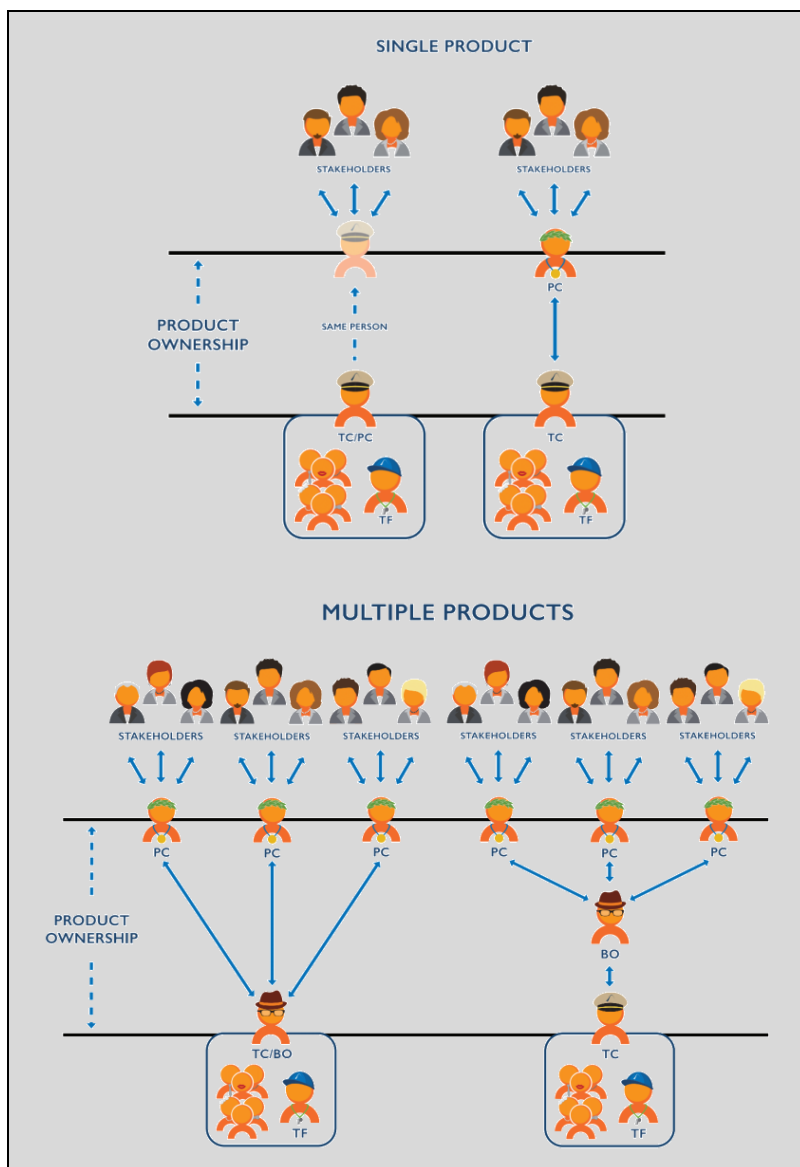 SINGLE PRODUCT
STAKEHOLDERS
STAKEHOLDERS
PC
PRODUCT
OWNERSHIP
SAME PERSON
TC/PC
TC
TF
TF
MULTIPLE PRODUCTS
STAKEHOLDERS
STAKEHOLDERS
STAKEHOLDERS
STAKEHOLDERS
STAKEHOLDERS
STAKEHOLDERS
PC
PC
PC
PC
PC
PC
PRODUCT
OWNERSHIP
BO
TC/BO
TC
TF
TF